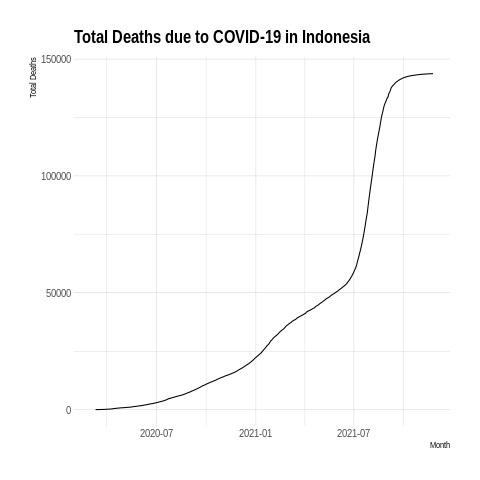 Total Deaths due to COVID-19 in Indonesia
Total Deaths
150000
100000
50000
0
2020-07
2021-01
2021-07
Month